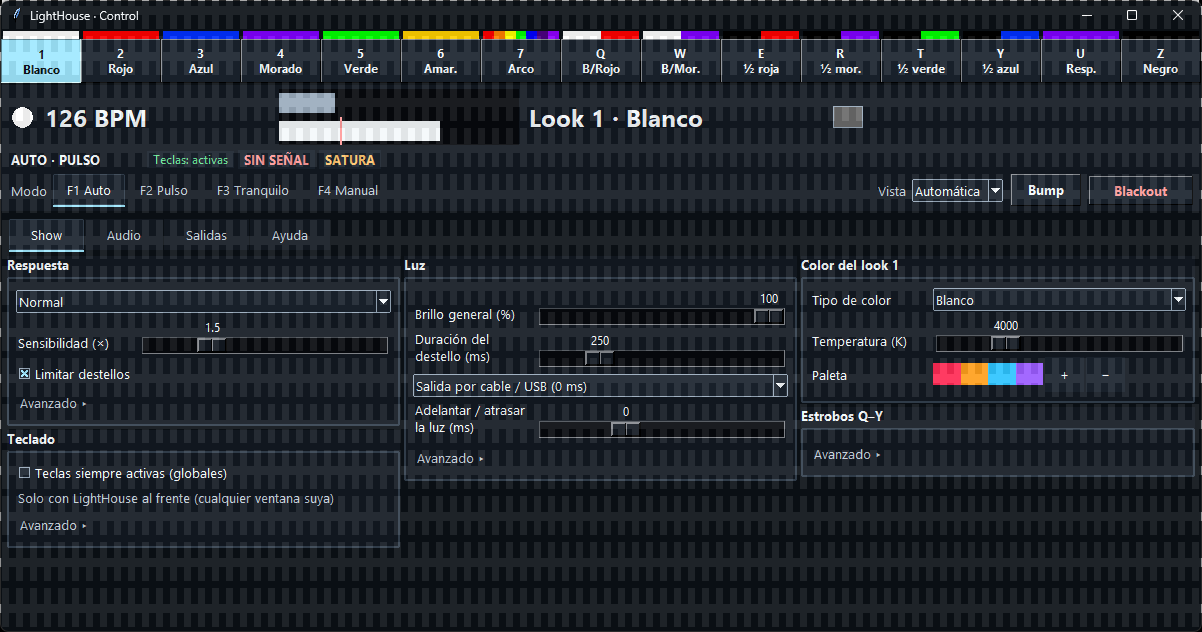 LightHouse · Control
1 2 3 4 5 6 7 Q W E R T Y U Z
Blanco Rojo Azul Morado Verde Amar. Arco B/Rojo B/Mor. ½ roja ½ mor. ½ verde ½ azul Resp. Negro
126 BPM Look 1 · Blanco
AUTO · PULSO Teclas: activas SIN SEÑAL SATURA
Modo F1 Auto F2 Pulso F3 Tranquilo F4 Manual Vista Automática Bump Blackout
Show Audio Salidas Ayuda
Respuesta
Normal
1.5
Sensibilidad (×)
Limitar destellos
Avanzado ▸
Teclado
Teclas siempre activas (globales)
Solo con LightHouse al frente (cualquier ventana suya)
Avanzado ▸
Luz
100
Brillo general (%)
Duración del
destello (ms)
250
Salida por cable / USB (0 ms)
Adelantar / atrasar
la luz (ms)
0
Avanzado ▸
Color del look 1
Tipo de color Blanco
4000
Temperatura (K)
Paleta + −
Estrobos Q–Y
Avanzado ▸